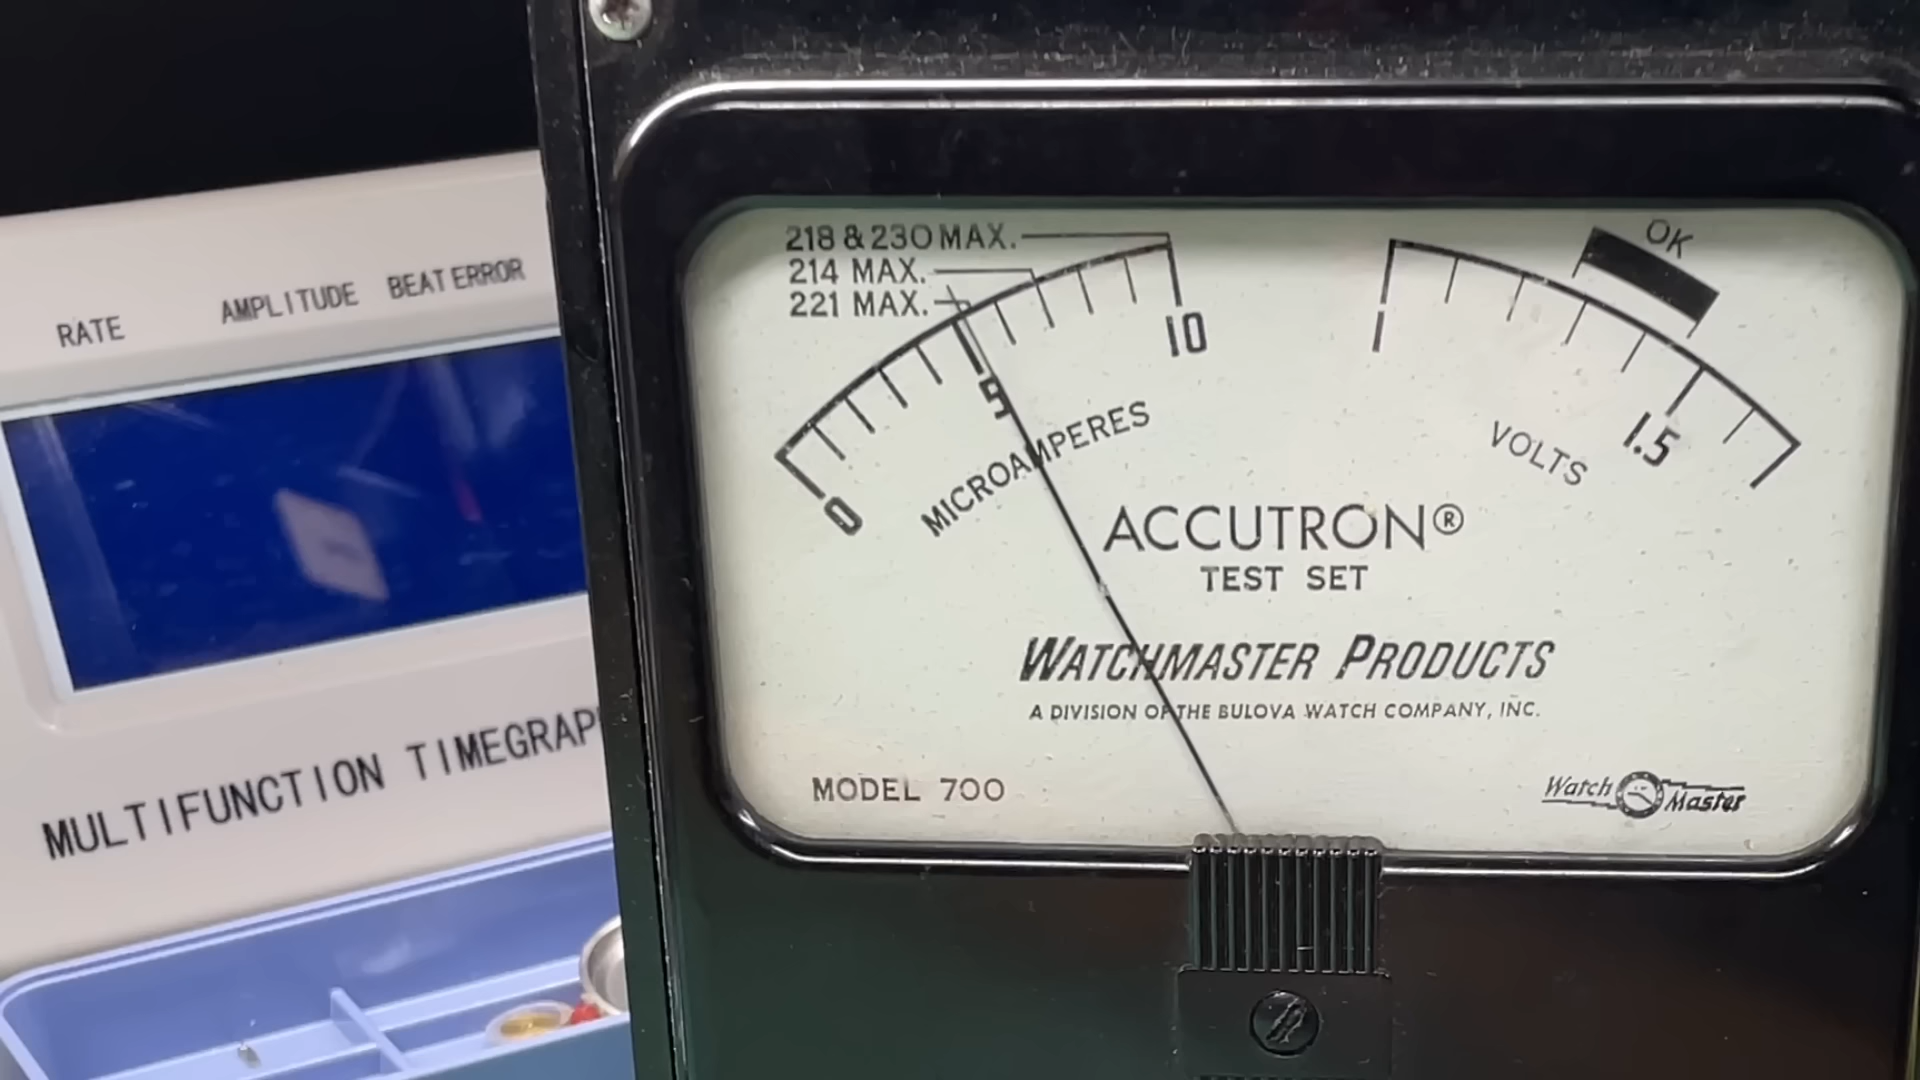 RATE AMPLITUDE BEAT ERROR
MULTIFUNCTION TIMEGRAP
218 & 230 MAX.
214 MAX.
221 MAX.
0 5 10
MICROAMPERES
OK
1 1.5
VOLTS
ACCUTRON®
TEST SET
WATCHMASTER PRODUCTS
A DIVISION OF THE BULOVA WATCH COMPANY, INC.
MODEL 700
Watch Master